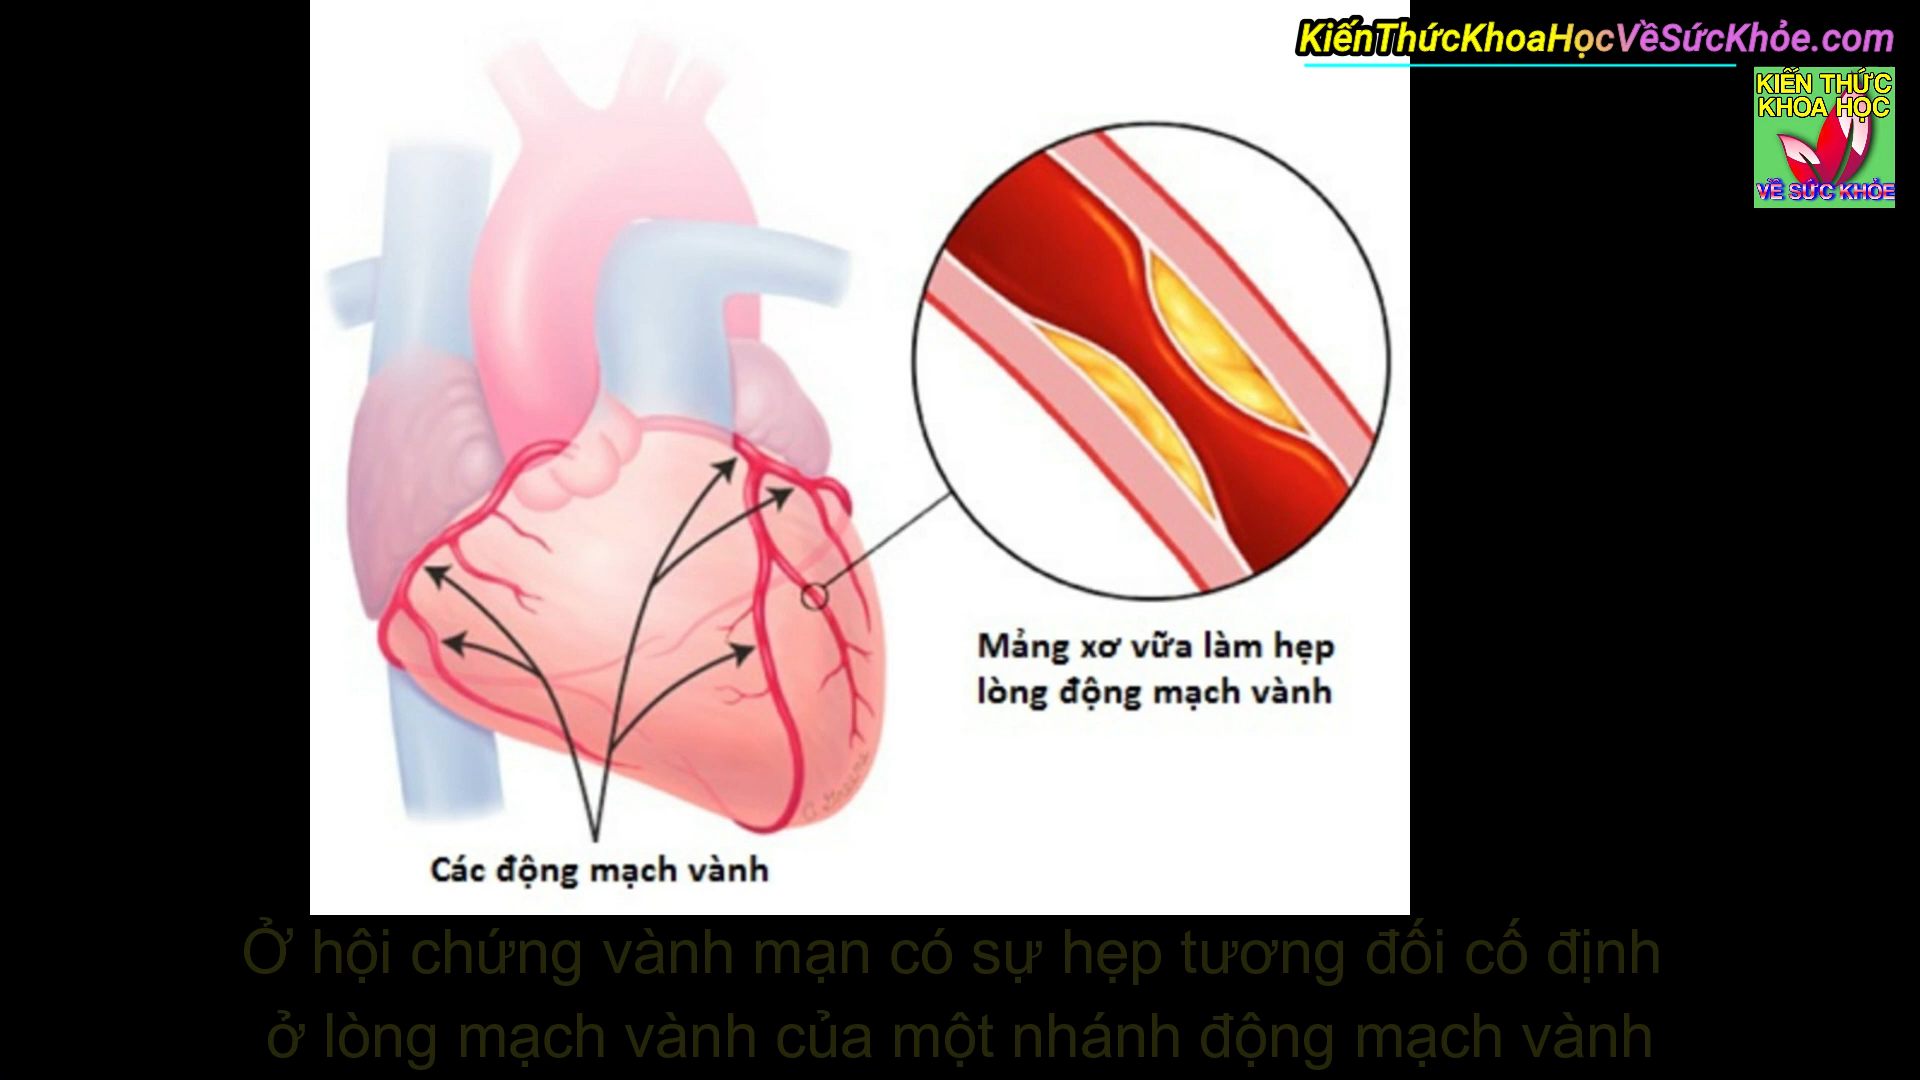 KiếnThứcKhoaHọcVềSứcKhỏe.com
KIẾN THỨC
KHOA HỌC
VỀ SỨC KHỎE
Mảng xơ vữa làm hẹp
lòng động mạch vành
Các động mạch vành
Ở hội chứng vành mạn có sự hẹp tương đối cố định
ở lòng mạch vành của một nhánh động mạch vành